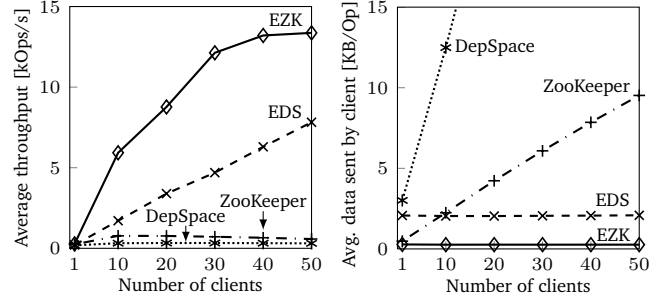 Average throughput [kOps/s]
15
10
5
0
EZK
EDS
ZooKeeper
DepSpace
1 10 20 30 40 50
Number of clients
Avg. data sent by client [KB/Op]
15
10
5
0
DepSpace
ZooKeeper
EDS
EZK
1 10 20 30 40 50
Number of clients